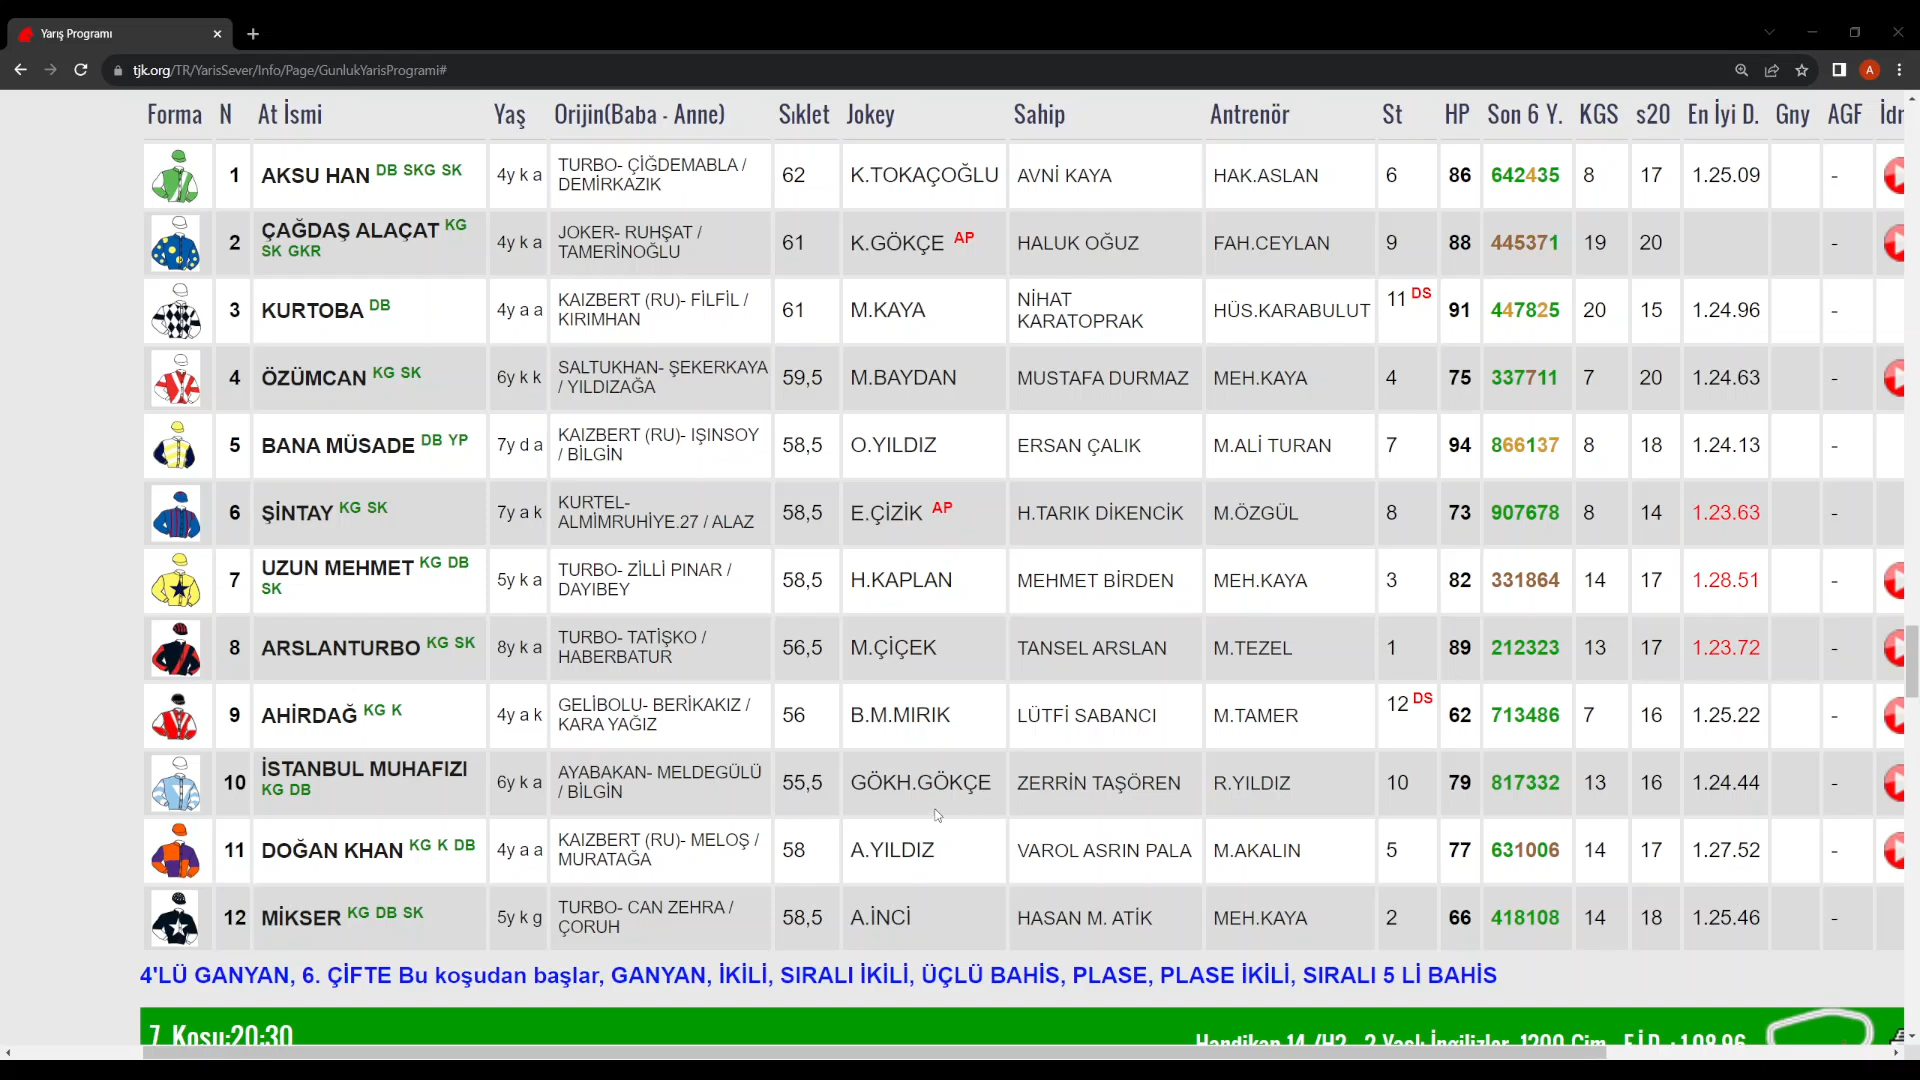 Yarış Programı
tjk.org/TR/YarisSever/Info/Page/GunlukYarisProgrami#
A
Forma N At İsmi Yaş Orijin(Baba - Anne) Sıklet Jokey Sahip Antrenör St HP Son 6 Y. KGS s20 En İyi D. Gny AGF İdr
1 AKSU HAN DB SKG SK 4y k a TURBO- ÇİĞDEMABLA / DEMİRKAZIK 62 K.TOKAÇOĞLU AVNİ KAYA HAK.ASLAN 6 86 642435 8 17 1.25.09 -
2 ÇAĞDAŞ ALAÇAT KG SK GKR 4y k a JOKER- RUHŞAT / TAMERİNOĞLU 61 K.GÖKÇE AP HALUK OĞUZ FAH.CEYLAN 9 88 445371 19 20 -
3 KURTOBA DB 4y a a KAIZBERT (RU)- FİLFİL / KIRIMHAN 61 M.KAYA NİHAT KARATOPRAK HÜS.KARABULUT 11 DS 91 447825 20 15 1.24.96 -
4 ÖZÜMCAN KG SK 6y k k SALTUKHAN- ŞEKERKAYA / YILDIZAĞA 59,5 M.BAYDAN MUSTAFA DURMAZ MEH.KAYA 4 75 337711 7 20 1.24.63 -
5 BANA MÜSADE DB YP 7y d a KAIZBERT (RU)- IŞINSOY / BİLGİN 58,5 O.YILDIZ ERSAN ÇALIK M.ALİ TURAN 7 94 866137 8 18 1.24.13 -
6 ŞİNTAY KG SK 7y a k KURTEL- ALMİMRUHİYE.27 / ALAZ 58,5 E.ÇİZİK AP H.TARIK DİKENCİK M.ÖZGÜL 8 73 907678 8 14 1.23.63 -
7 UZUN MEHMET KG DB SK 5y k a TURBO- ZİLLİ PINAR / DAYIBEY 58,5 H.KAPLAN MEHMET BİRDEN MEH.KAYA 3 82 331864 14 17 1.28.51 -
8 ARSLANTURBO KG SK 8y k a TURBO- TATİŞKO / HABERBATUR 56,5 M.ÇİÇEK TANSEL ARSLAN M.TEZEL 1 89 212323 13 17 1.23.72 -
9 AHİRDAĞ KG K 4y a k GELİBOLU- BERİKAKIZ / KARA YAĞIZ 56 B.M.MIRIK LÜTFİ SABANCI M.TAMER 12 DS 62 713486 7 16 1.25.22 -
10 İSTANBUL MUHAFIZI KG DB 6y k a AYABAKAN- MELDEGÜLÜ / BİLGİN 55,5 GÖKH.GÖKÇE ZERRİN TAŞÖREN R.YILDIZ 10 79 817332 13 16 1.24.44 -
11 DOĞAN KHAN KG K DB 4y a a KAIZBERT (RU)- MELOŞ / MURATAĞA 58 A.YILDIZ VAROL ASRIN PALA M.AKALIN 5 77 631006 14 17 1.27.52 -
12 MİKSER KG DB SK 5y k g TURBO- CAN ZEHRA / ÇORUH 58,5 A.İNCİ HASAN M. ATİK MEH.KAYA 2 66 418108 14 18 1.25.46 -
4'LÜ GANYAN, 6. ÇİFTE Bu koşudan başlar, GANYAN, İKİLİ, SIRALI İKİLİ, ÜÇLÜ BAHİS, PLASE, PLASE İKİLİ, SIRALI 5 Lİ BAHİS
7. Koşu:20:30 Handikap 14 /H2, 2 Yaşlı İngilizler, 1200 Çim, E.İ.D. :1.08.96